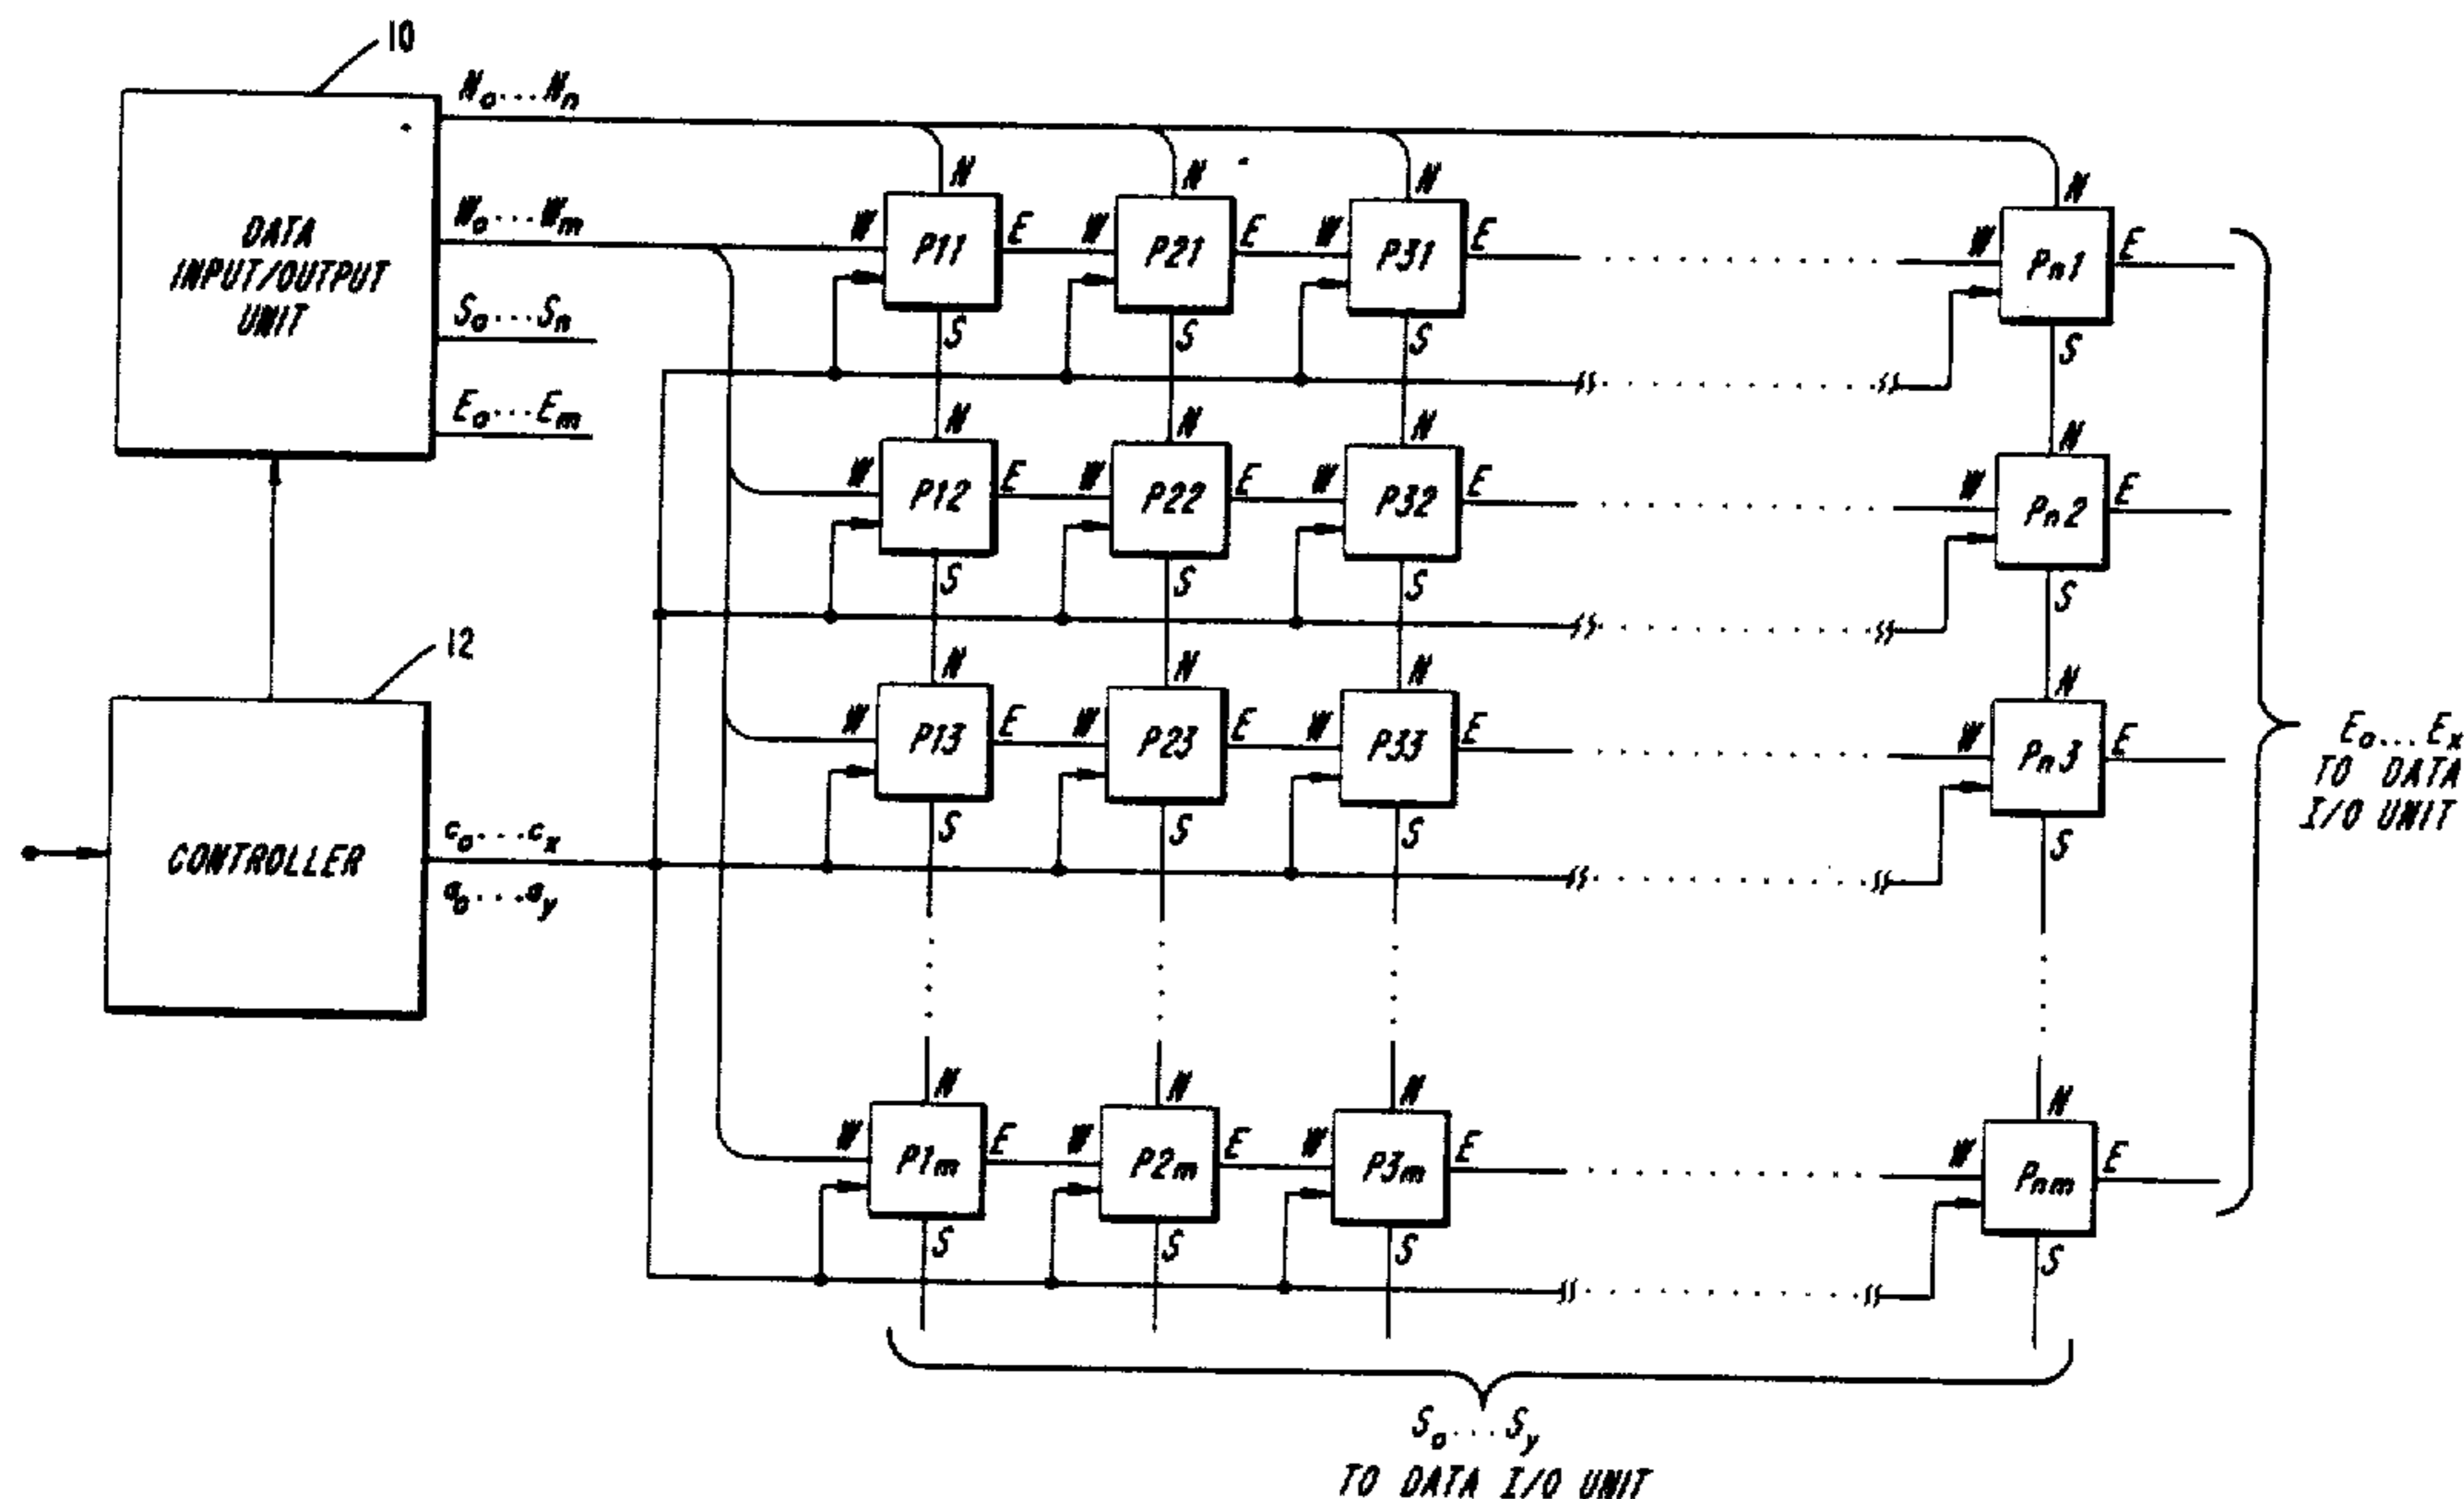 10
N₀...Nₙ
N N N N
DATA
INPUT/OUTPUT
UNIT
W₀...Wₘ
W P11 E W P21 E W P31 E W Pn1 E
S₀...Sₙ
S S S S
E₀...Eₘ
N N N N
W P12 E W P22 E W P32 E W Pn2 E
S S S S
12
N N N N
W P13 E W P23 E W P33 E W Pn3 E
E₀...Eₓ
TO DATA
I/O UNIT
CONTROLLER
c₀...cₓ
a₀...a_y
S S S S
N N N N
W P1m E W P2m E W P3m E W Pnm E
S S S S
S₀...S_y
TO DATA I/O UNIT